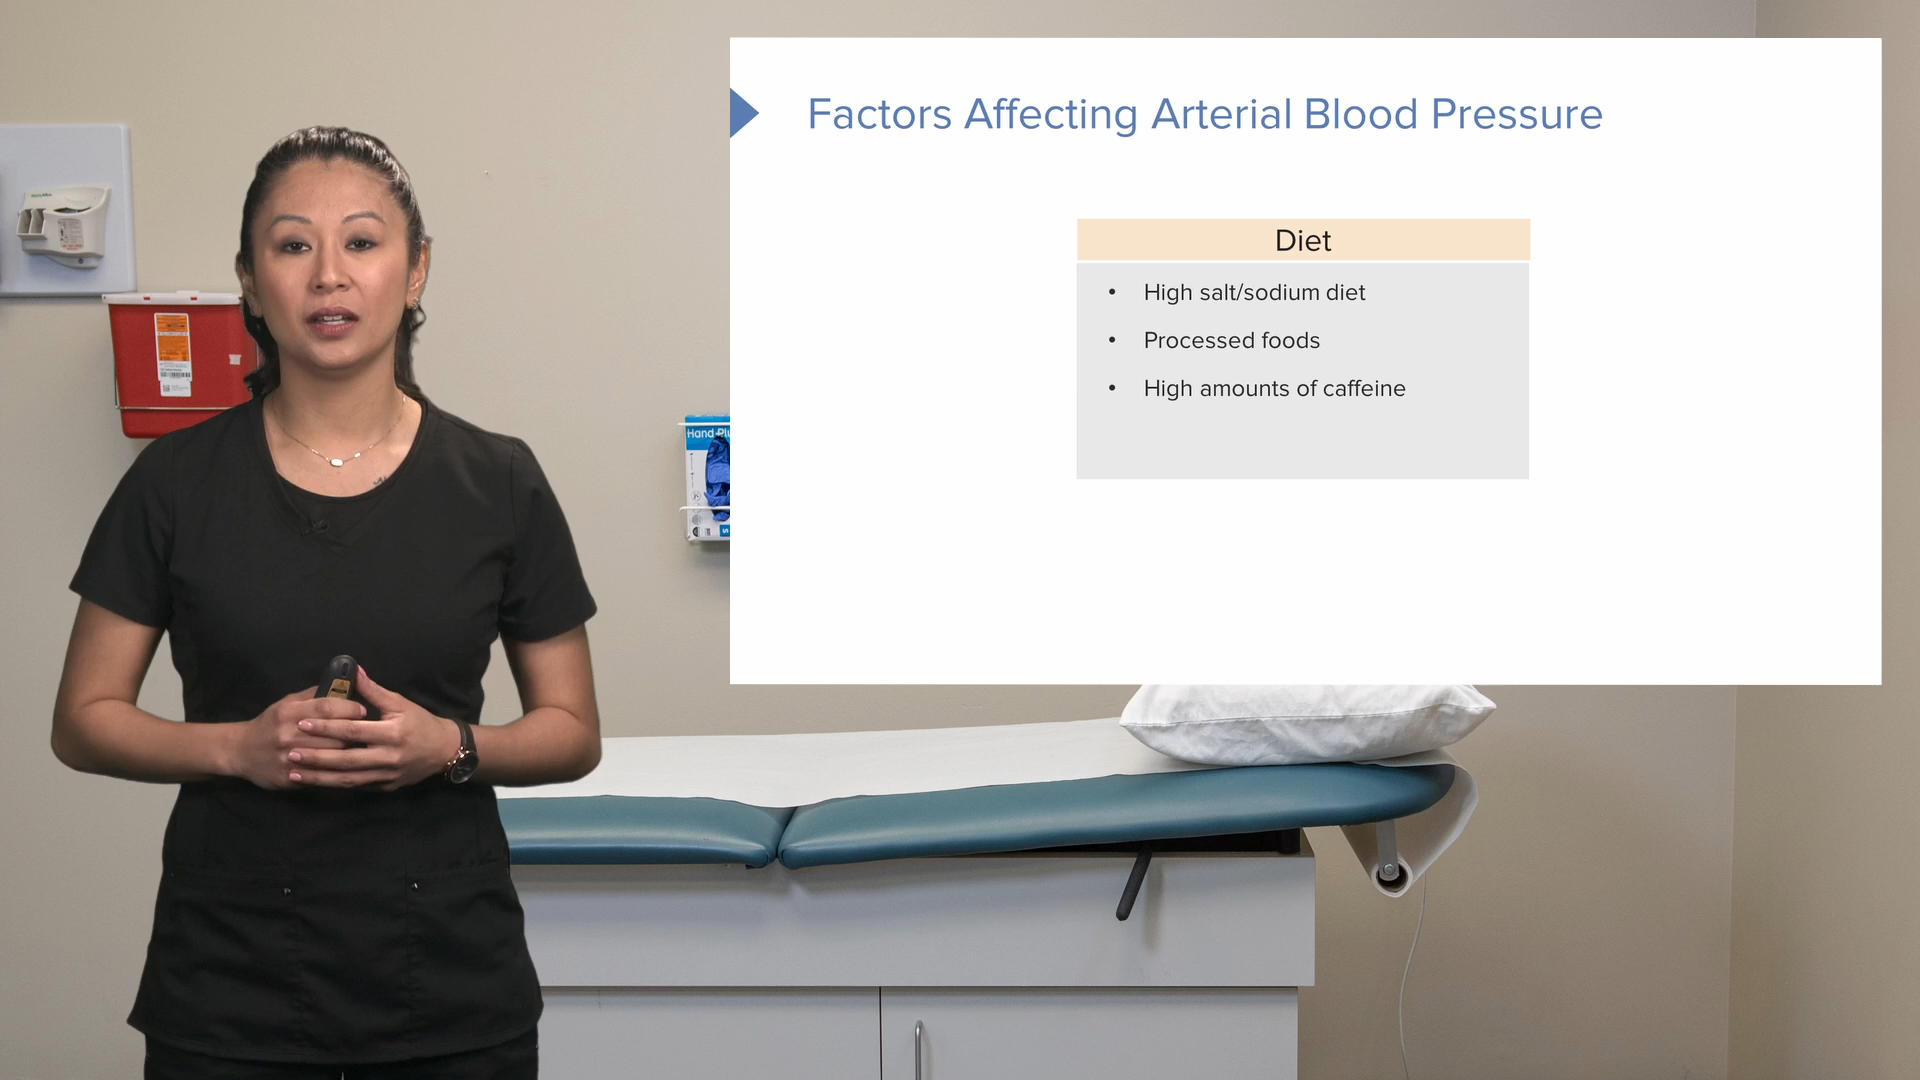 Factors Affecting Arterial Blood Pressure
Diet
• High salt/sodium diet
• Processed foods
• High amounts of caffeine